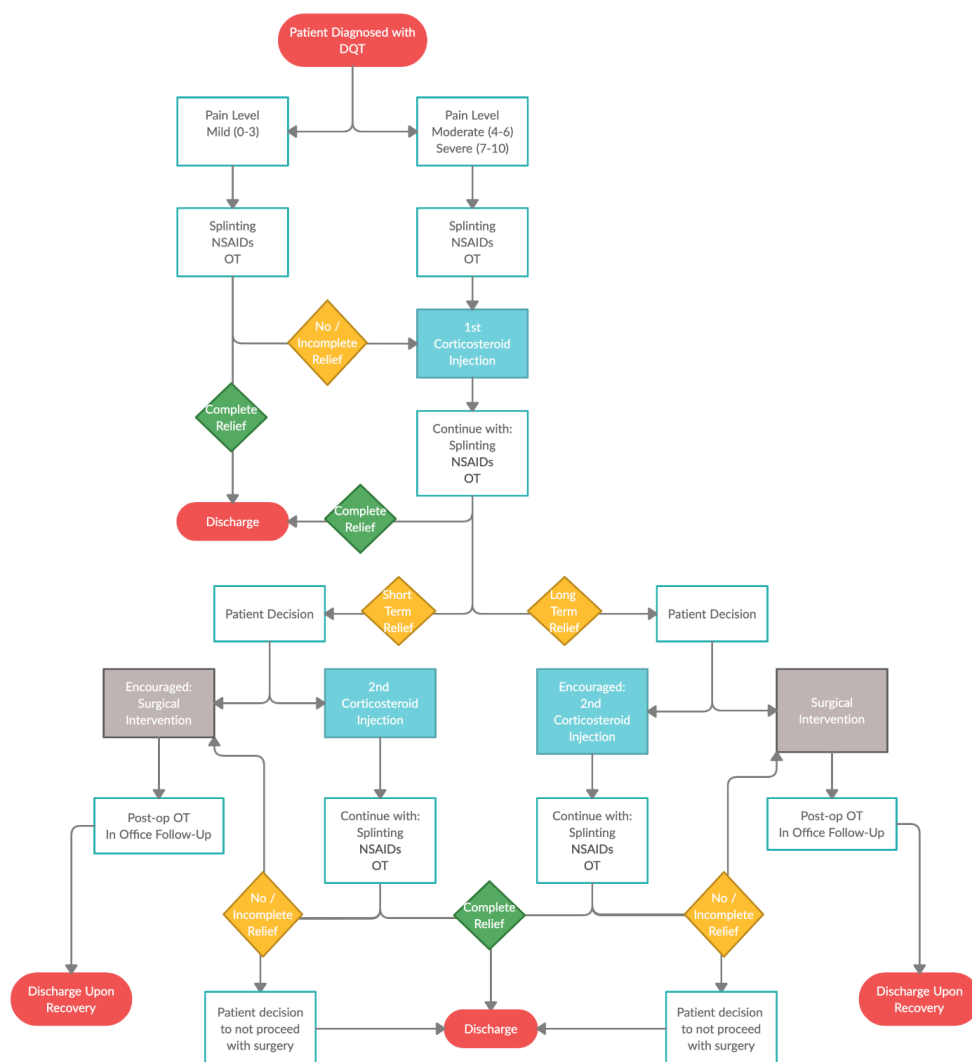 Patient Diagnosed with
DQT
Pain Level
Mild (0-3)
Pain Level
Moderate (4-6)
Severe (7-10)
Splinting
NSAIDs
OT
Splinting
NSAIDs
OT
No /
Incomplete
Relief
1st
Corticosteroid
Injection
Complete
Relief
Continue with:
Splinting
NSAIDs
OT
Discharge
Complete
Relief
Patient Decision
Short
Term
Relief
Long
Term
Relief
Patient Decision
Encouraged:
Surgical
Intervention
2nd
Corticosteroid
Injection
Encouraged:
2nd
Corticosteroid
Injection
Surgical
Intervention
Post-op OT
In Office Follow-Up
Continue with:
Splinting
NSAIDs
OT
Continue with:
Splinting
NSAIDs
OT
Post-op OT
In Office Follow-Up
No /
Incomplete
Relief
Complete
Relief
No /
Incomplete
Relief
Discharge Upon
Recovery
Patient decision
to not proceed
with surgery
Discharge
Patient decision
to not proceed
with surgery
Discharge Upon
Recovery